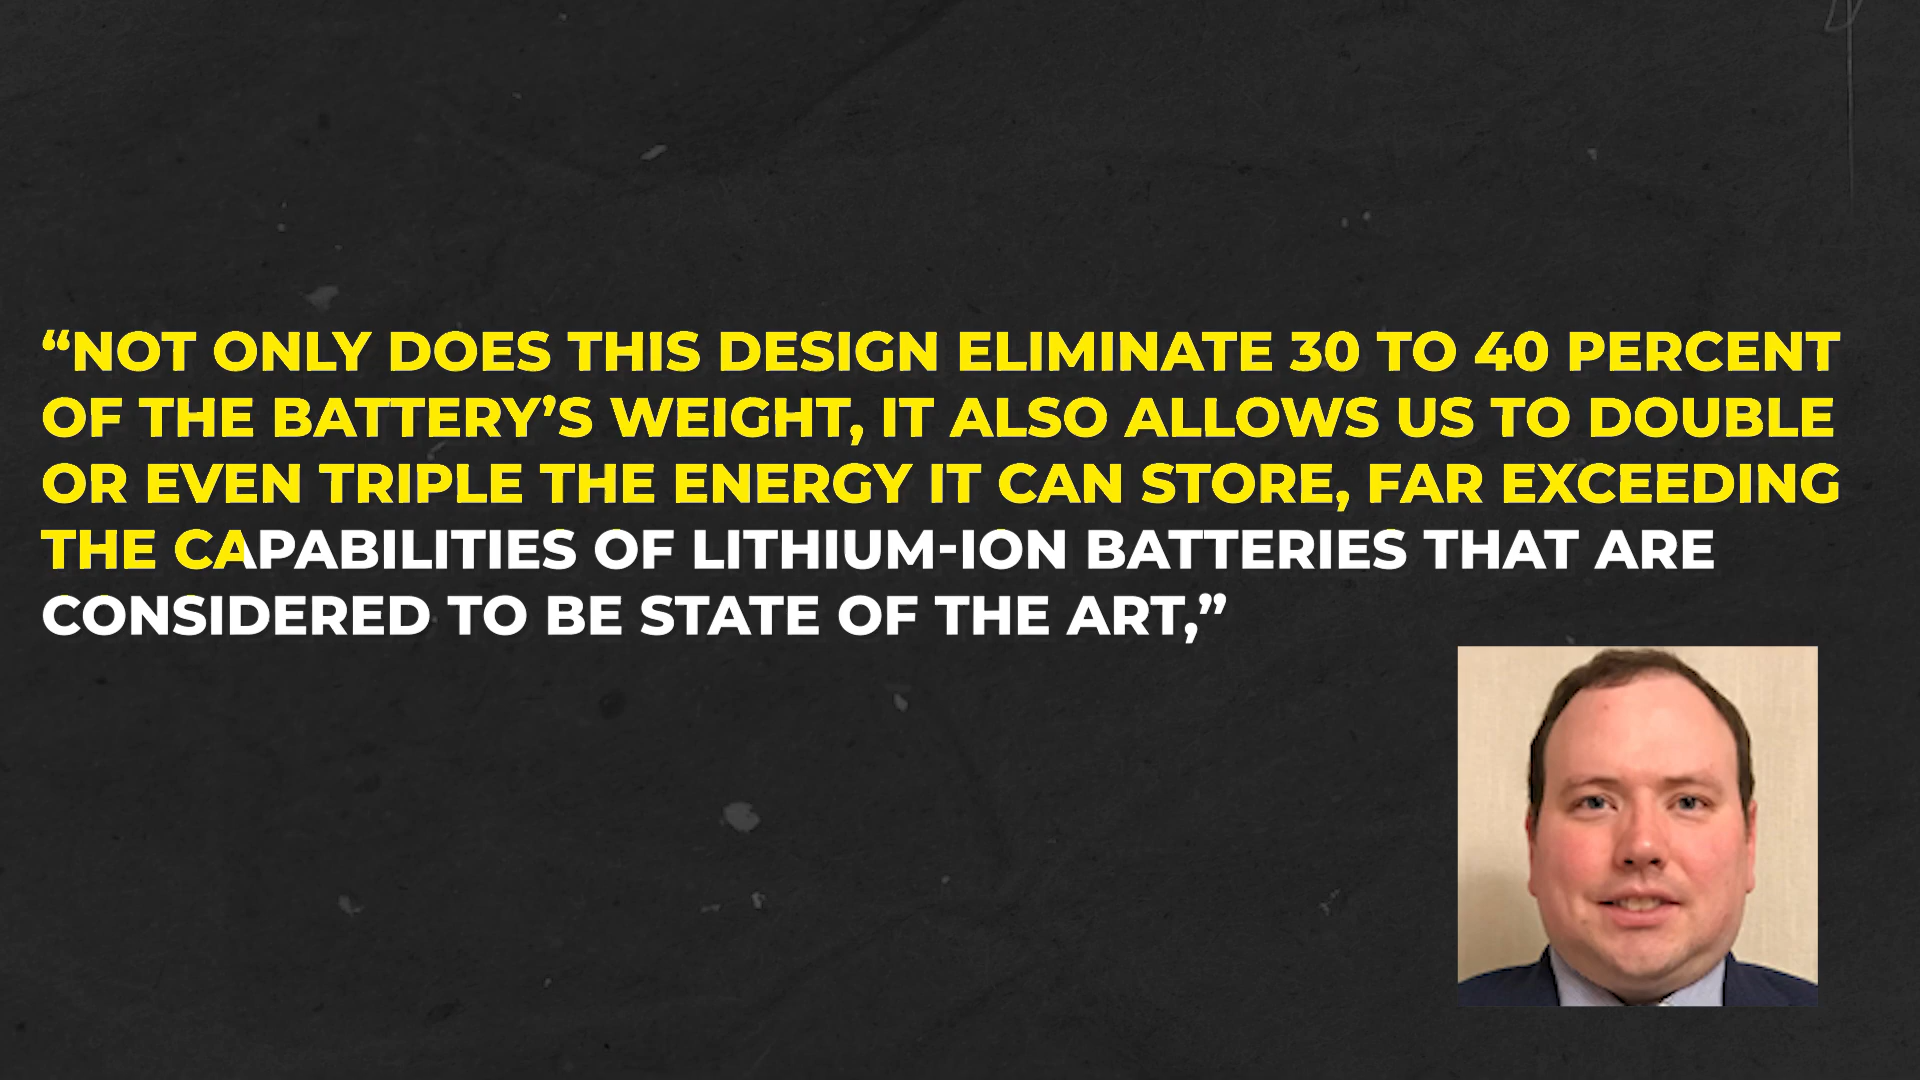 “NOT ONLY DOES THIS DESIGN ELIMINATE 30 TO 40 PERCENT
OF THE BATTERY’S WEIGHT, IT ALSO ALLOWS US TO DOUBLE
OR EVEN TRIPLE THE ENERGY IT CAN STORE, FAR EXCEEDING
THE CAPABILITIES OF LITHIUM-ION BATTERIES THAT ARE
CONSIDERED TO BE STATE OF THE ART,”